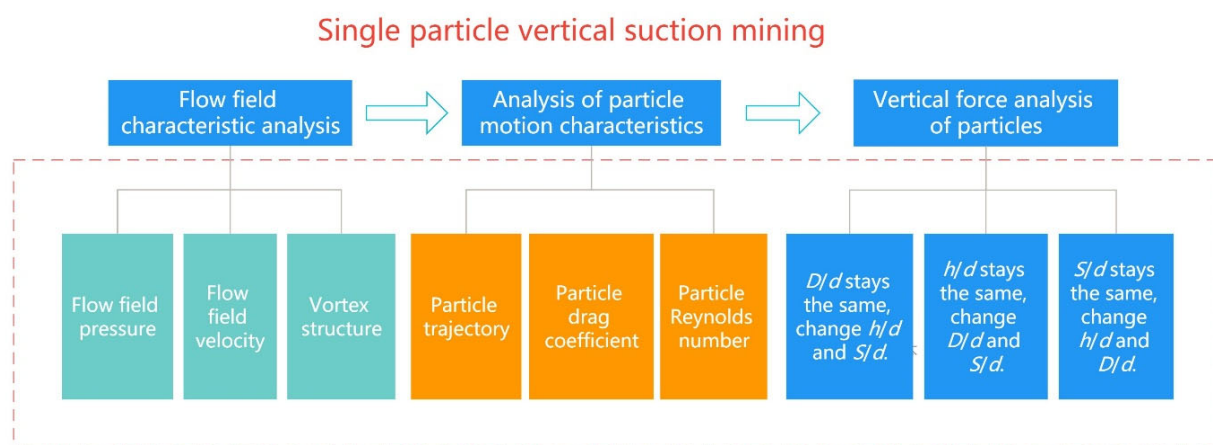 Single particle vertical suction mining
Flow field
characteristic analysis
Analysis of particle
motion characteristics
Vertical force analysis
of particles
Flow field
pressure
Flow
field
velocity
Vortex
structure
Particle
trajectory
Particle
drag
coefficient
Particle
Reynolds
number
D/d stays
the same,
change h/d
and S/d.
h/d stays
the same,
change
D/d and
S/d.
S/d stays
the same,
change
h/d and
D/d.